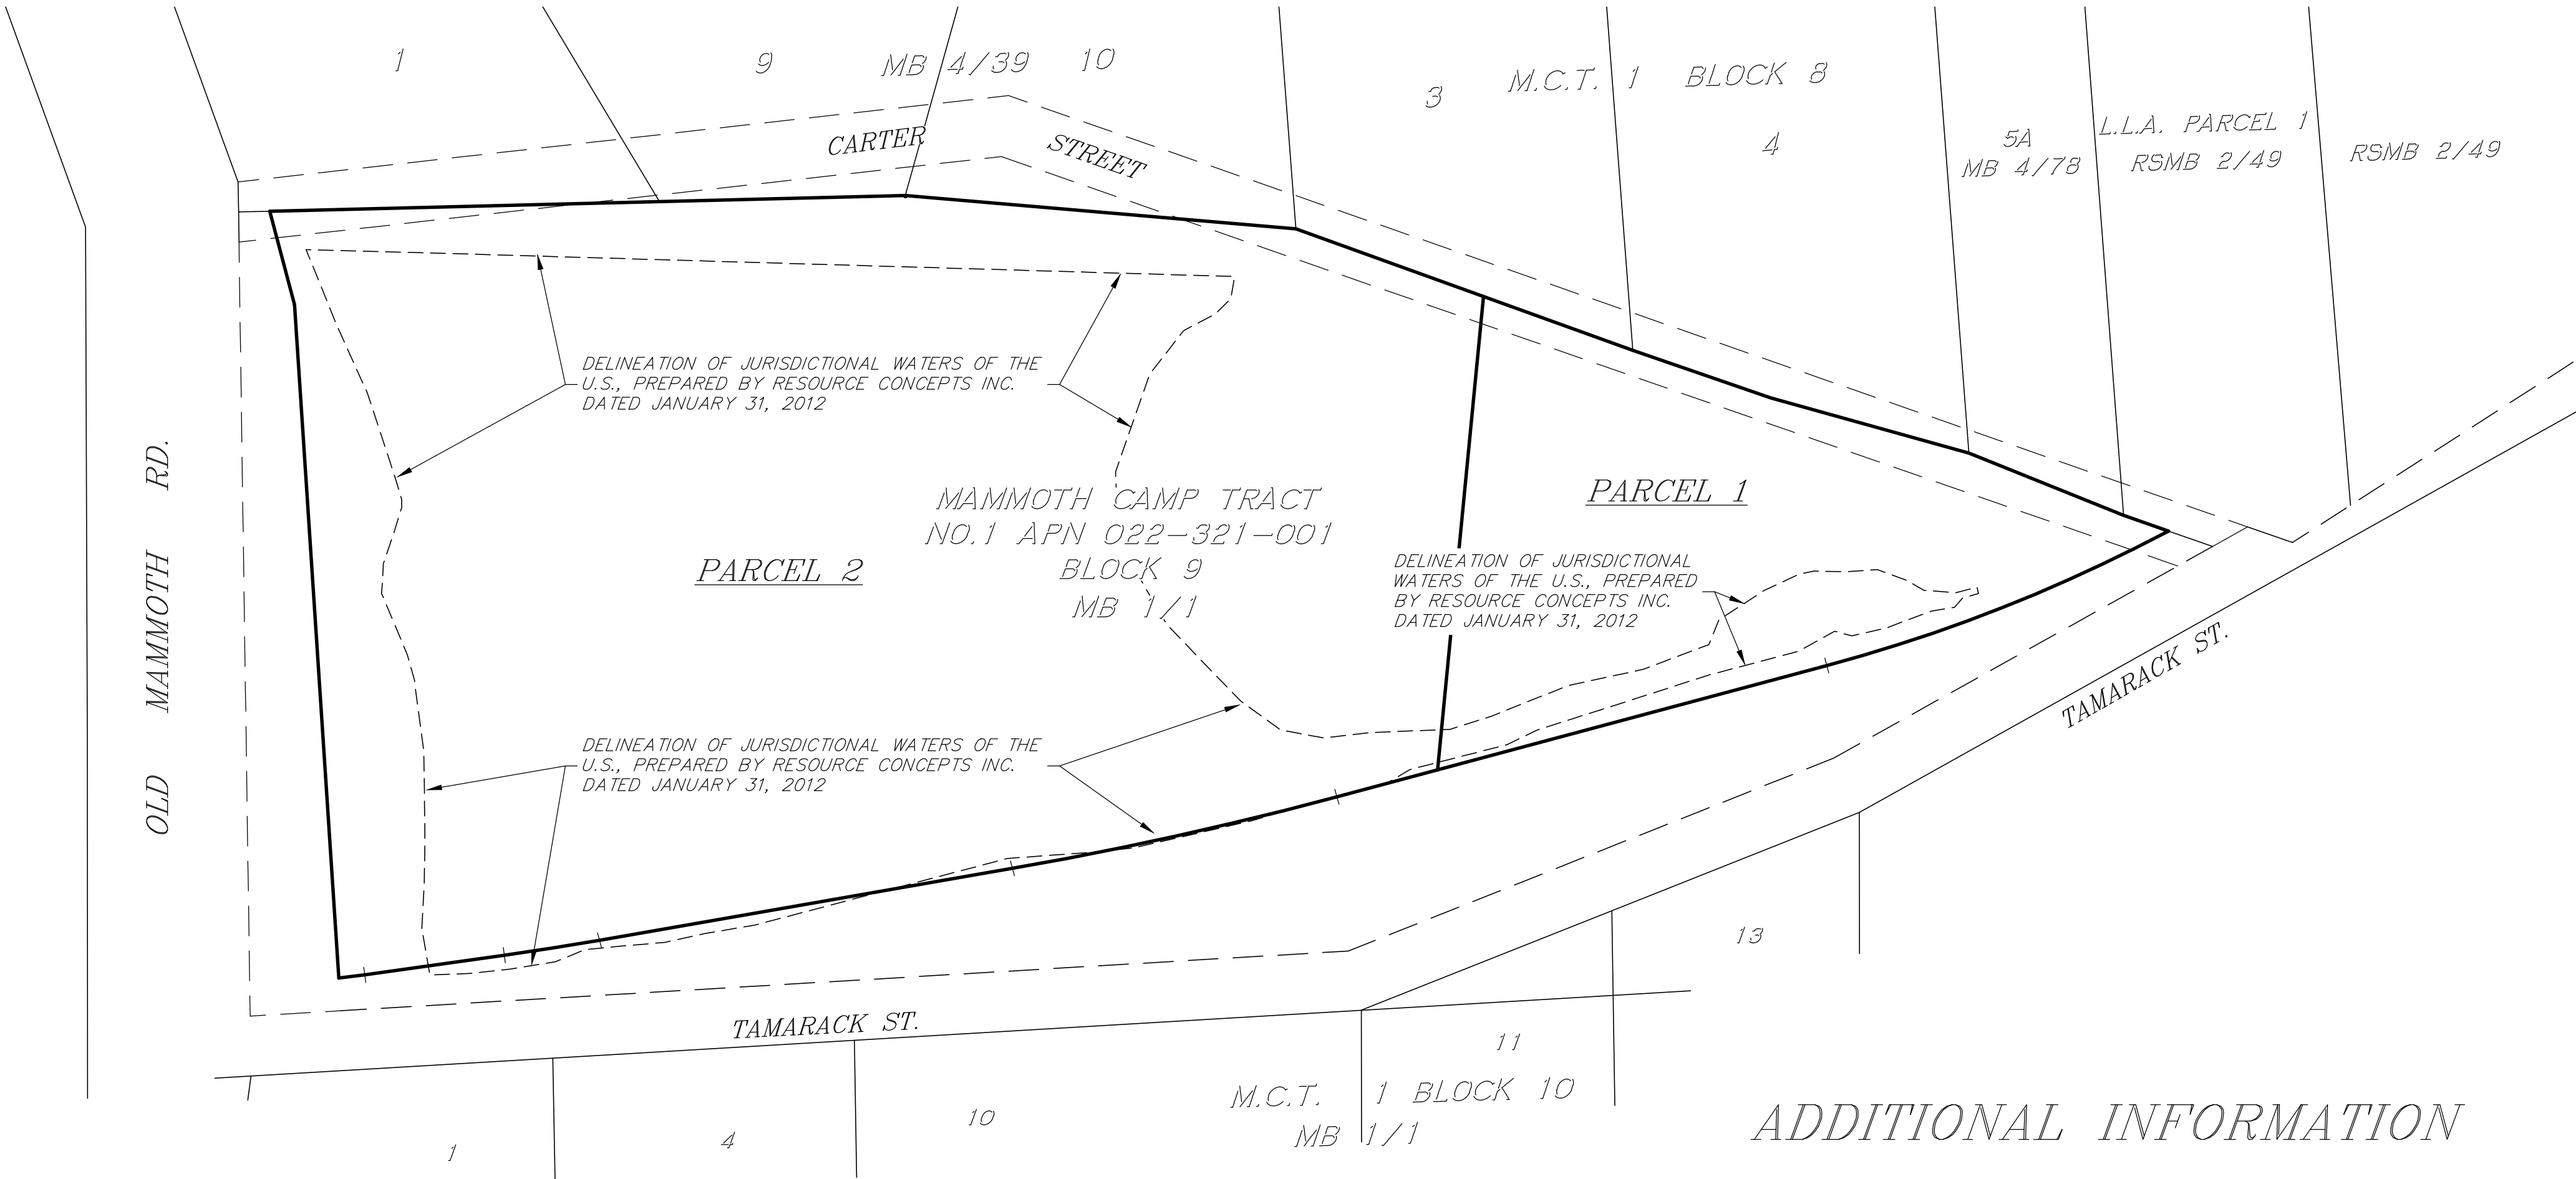 1
9
MB 4/39
10
3
M.C.T. 1 BLOCK 8
4
5A
MB 4/78
L.L.A. PARCEL 1
RSMB 2/49
RSMB 2/49
CARTER
STREET
DELINEATION OF JURISDICTIONAL WATERS OF THE
U.S., PREPARED BY RESOURCE CONCEPTS INC.
DATED JANUARY 31, 2012
MAMMOTH CAMP TRACT
NO.1 APN 022-321-001
BLOCK 9
MB 1/1
PARCEL 1
PARCEL 2
DELINEATION OF JURISDICTIONAL
WATERS OF THE U.S., PREPARED
BY RESOURCE CONCEPTS INC.
DATED JANUARY 31, 2012
OLD MAMMOTH RD.
DELINEATION OF JURISDICTIONAL WATERS OF THE
U.S., PREPARED BY RESOURCE CONCEPTS INC.
DATED JANUARY 31, 2012
TAMARACK ST.
TAMARACK ST.
13
11
M.C.T. 1 BLOCK 10
MB 1/1
10
4
1
ADDITIONAL INFORMATION